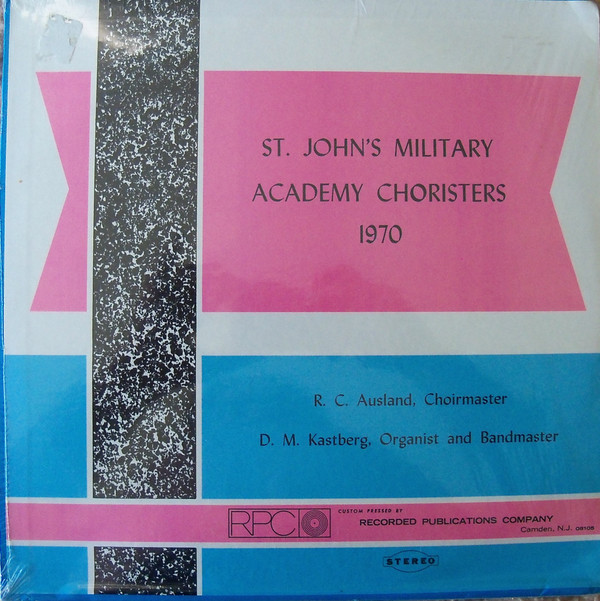 ST. JOHN'S MILITARY
ACADEMY CHORISTERS
1970
R. C. Ausland, Choirmaster
D. M. Kastberg, Organist and Bandmaster
RPC
CUSTOM PRESSED BY
RECORDED PUBLICATIONS COMPANY
Camden, N.J. 08105
STEREO